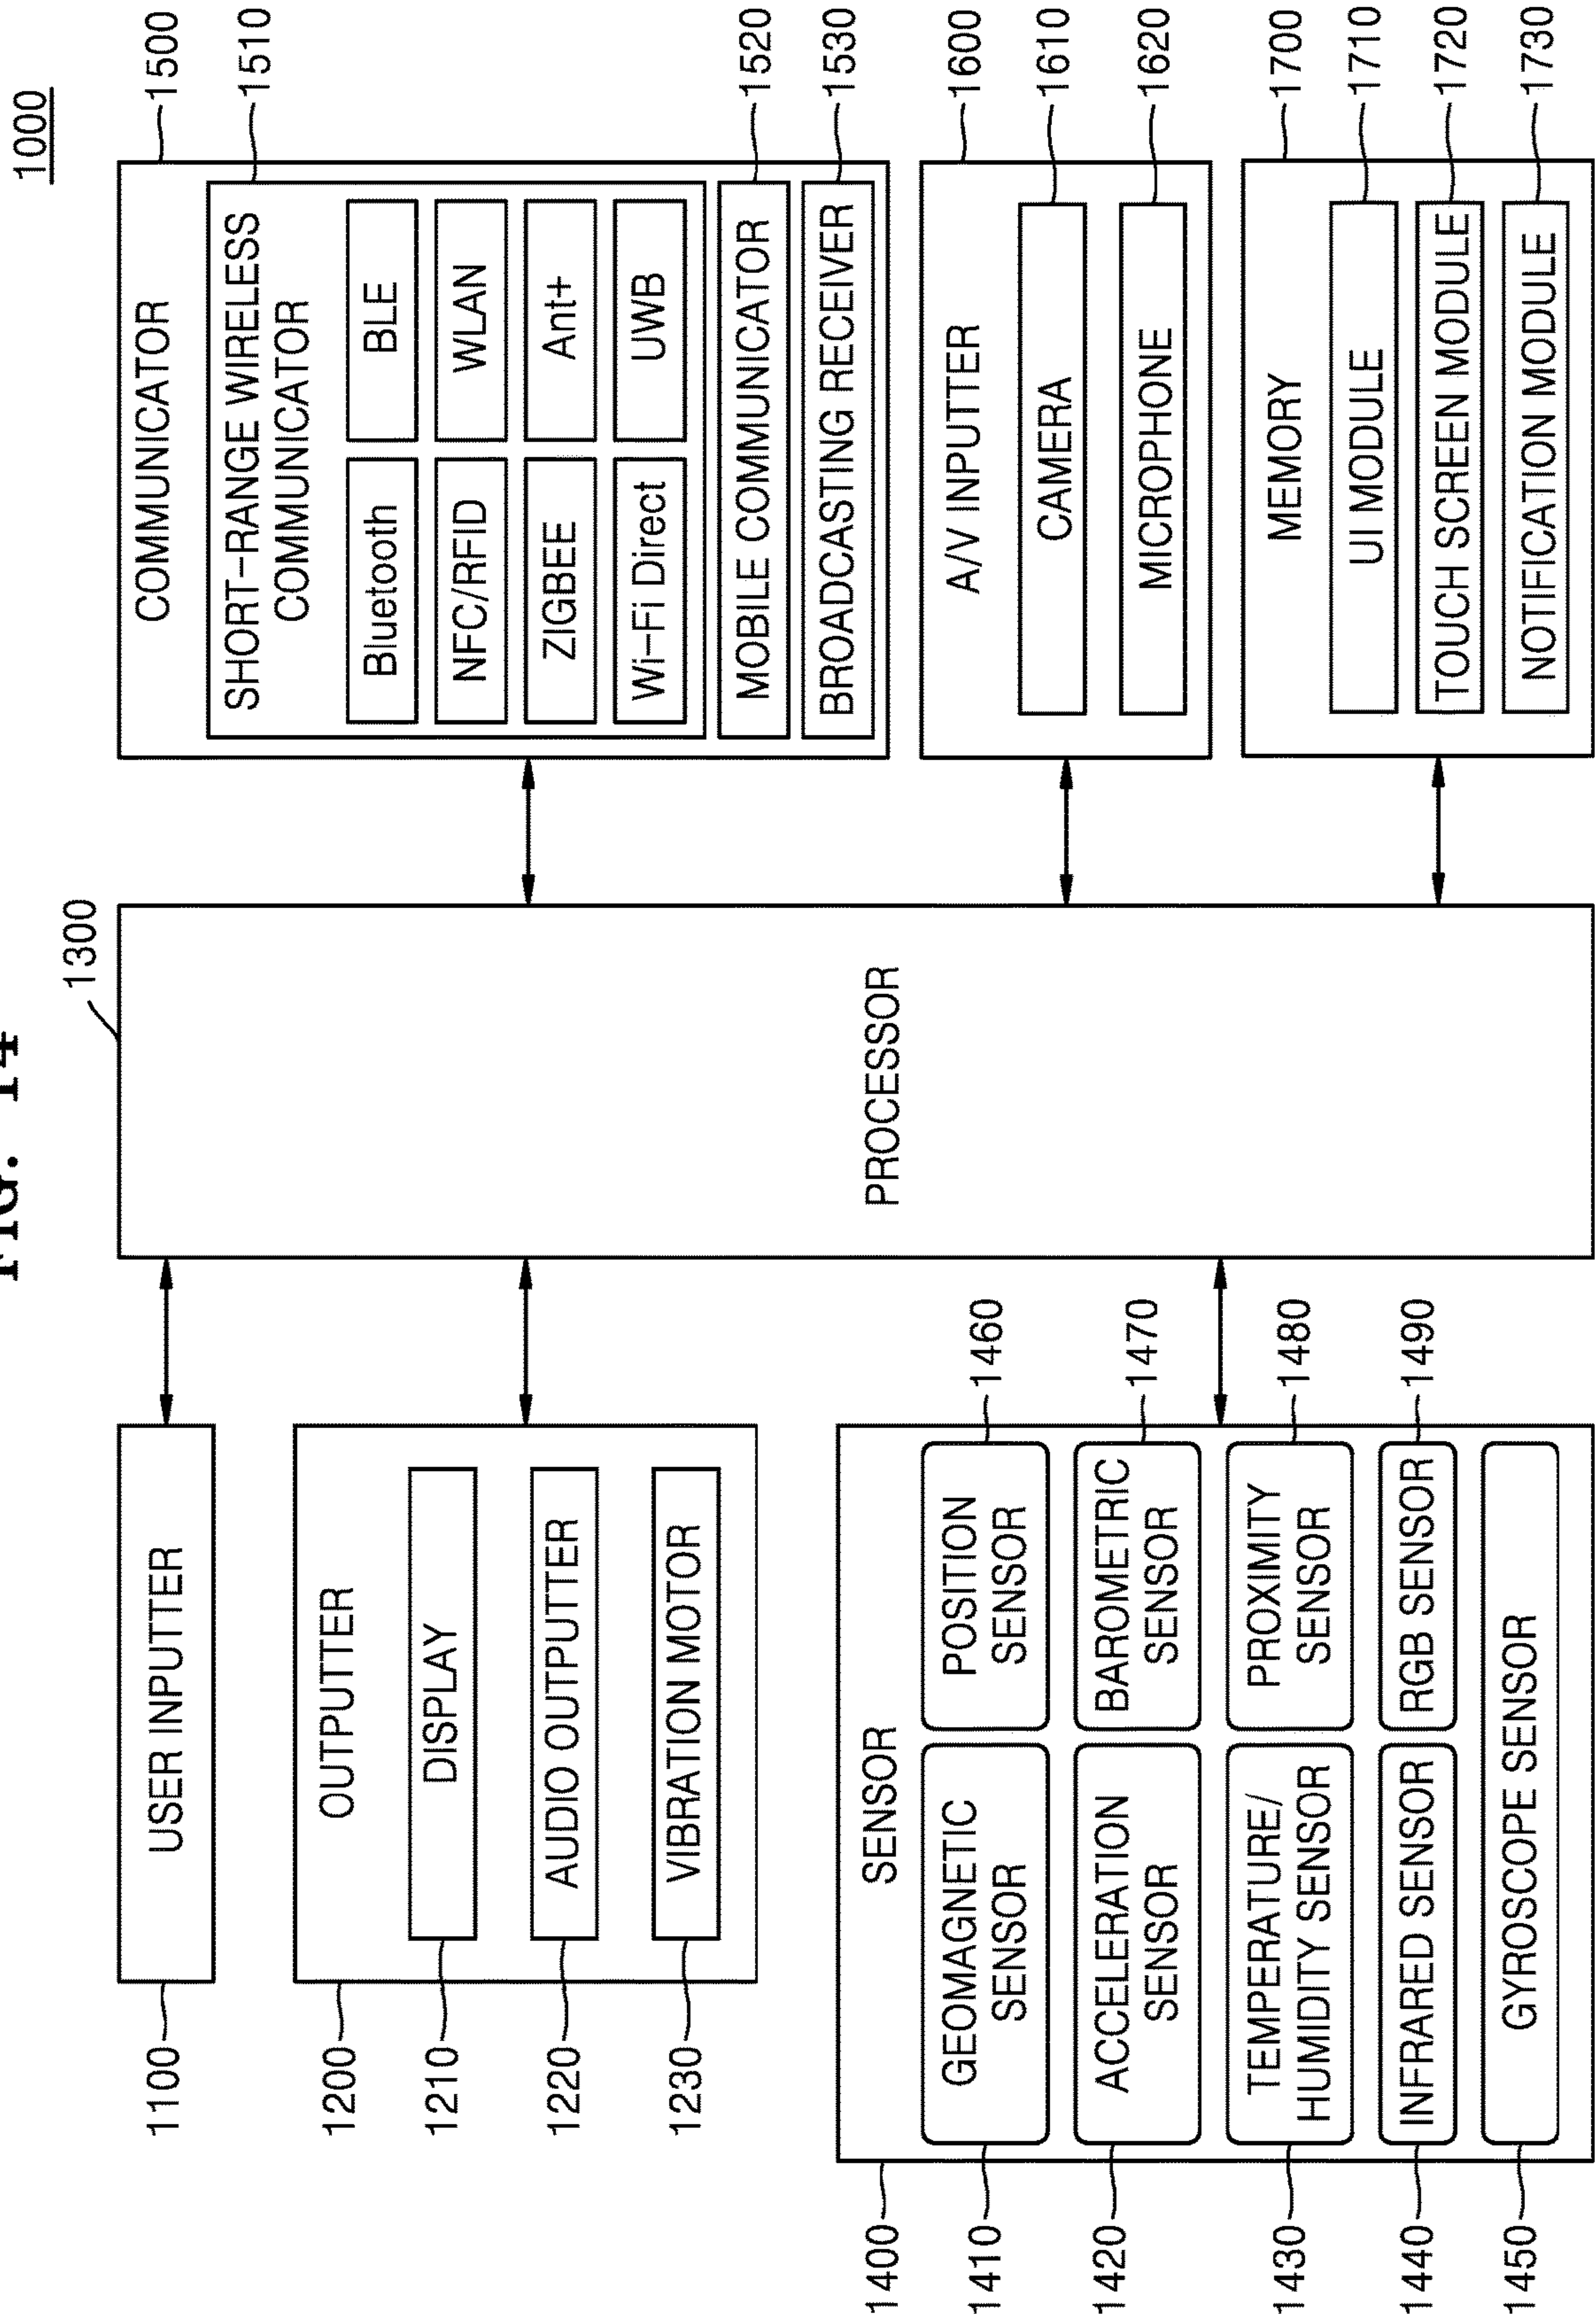 FIG. 14
1000
1100
USER INPUTTER
1200
OUTPUTTER
1210
DISPLAY
1220
AUDIO OUTPUTTER
1230
VIBRATION MOTOR
1400
SENSOR
1410
GEOMAGNETIC
SENSOR
POSITION
SENSOR
1460
1420
ACCELERATION
SENSOR
BAROMETRIC
SENSOR
1470
1430
TEMPERATURE/
HUMIDITY SENSOR
PROXIMITY
SENSOR
1480
1440
INFRARED SENSOR
RGB SENSOR
1490
1450
GYROSCOPE SENSOR
1300
PROCESSOR
COMMUNICATOR
1500
SHORT-RANGE WIRELESS
COMMUNICATOR
1510
Bluetooth
BLE
NFC/RFID
WLAN
ZIGBEE
Ant+
Wi-Fi Direct
UWB
MOBILE COMMUNICATOR
1520
BROADCASTING RECEIVER
1530
A/V INPUTTER
1600
CAMERA
1610
MICROPHONE
1620
MEMORY
1700
UI MODULE
1710
TOUCH SCREEN MODULE
1720
NOTIFICATION MODULE
1730